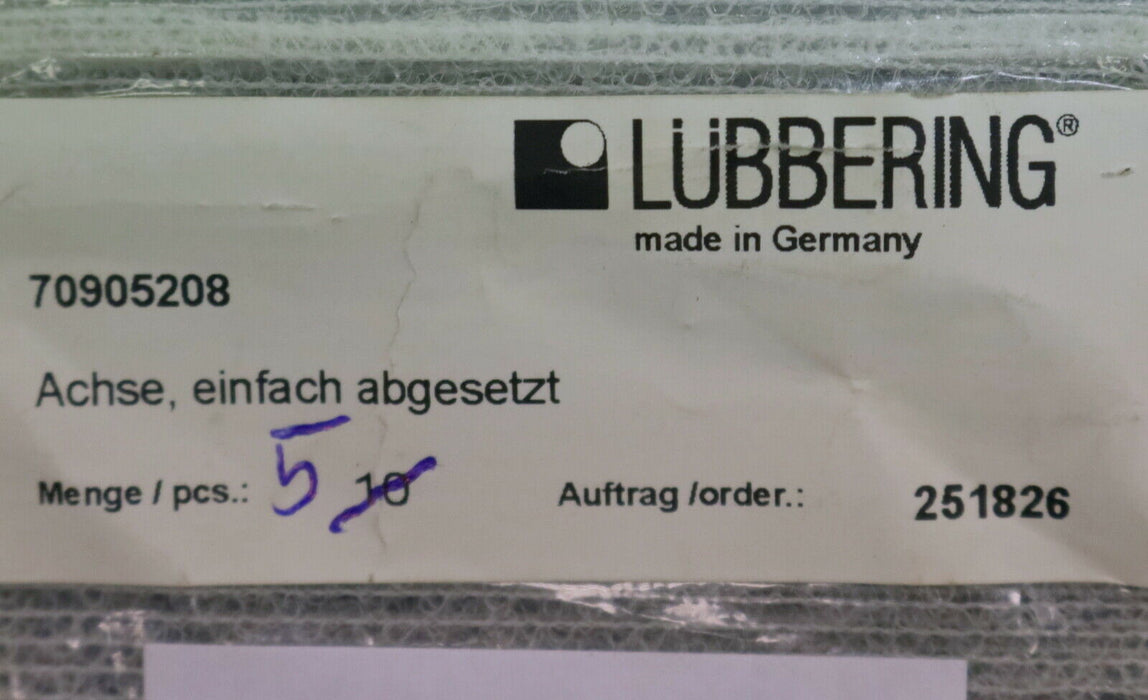 LÜBBERING®
made in Germany
70905208
Achse, einfach abgesetzt
Menge / pcs.: 5 10
Auftrag /order.: 251826